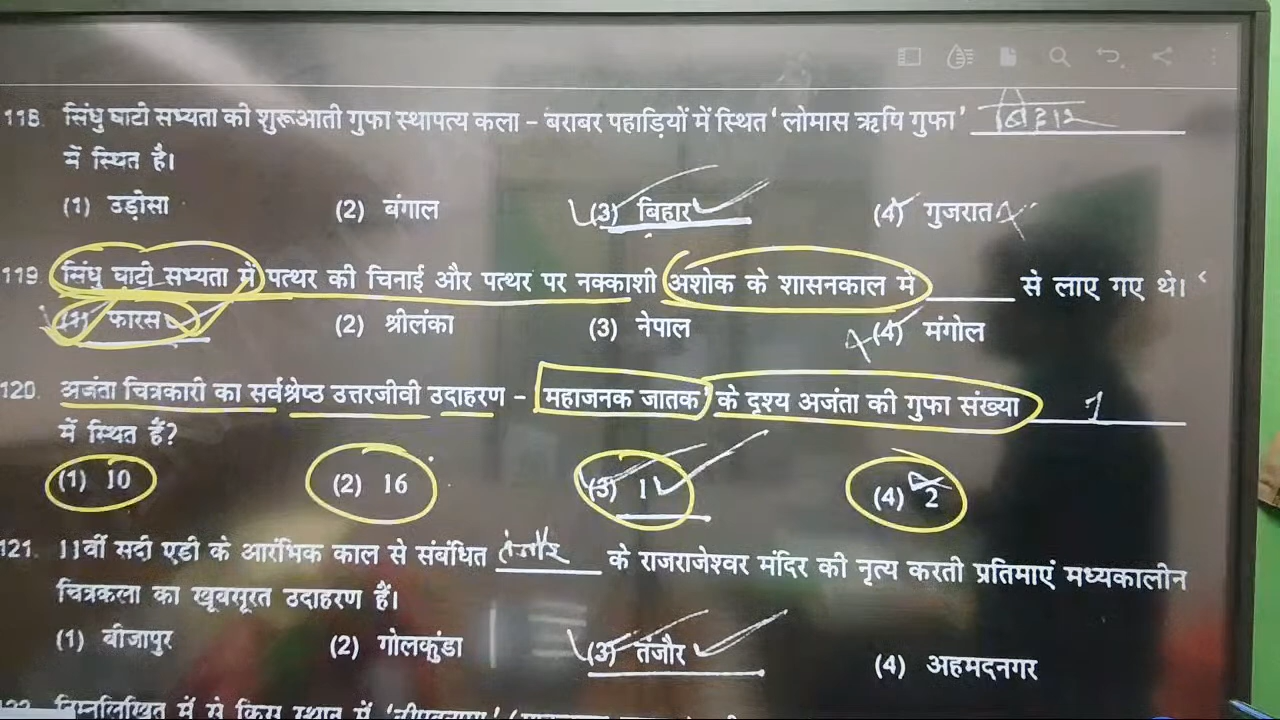 118. सिंधु घाटी सभ्यता की शुरूआती गुफा स्थापत्य कला – बराबर पहाड़ियों में स्थित ‘लोमास ऋषि गुफा’ बिहार
में स्थित है।
(1) उड़ीसा (2) बंगाल (3) बिहार (4) गुजरात
119. सिंधु घाटी सभ्यता में पत्थर की चिनाई और पत्थर पर नक्काशी अशोक के शासनकाल में ______ से लाए गए थे।
(1) फारस (2) श्रीलंका (3) नेपाल (4) मंगोल
120. अजंता चित्रकारी का सर्वश्रेष्ठ उत्तरजीवी उदाहरण – ‘महाजनक जातक’ के दृश्य अजंता की गुफा संख्या 1
में स्थित हैं?
(1) 10 (2) 16 (3) 1 (4) 2
121. 11वीं सदी एडी के आरंभिक काल से संबंधित तंजौर के राजराजेश्वर मंदिर की नृत्य करती प्रतिमाएं मध्यकालीन
चित्रकला का खूबसूरत उदाहरण हैं।
(1) बीजापुर (2) गोलकुंडा (3) तंजौर (4) अहमदनगर
निम्नलिखित में से किस स्थान में